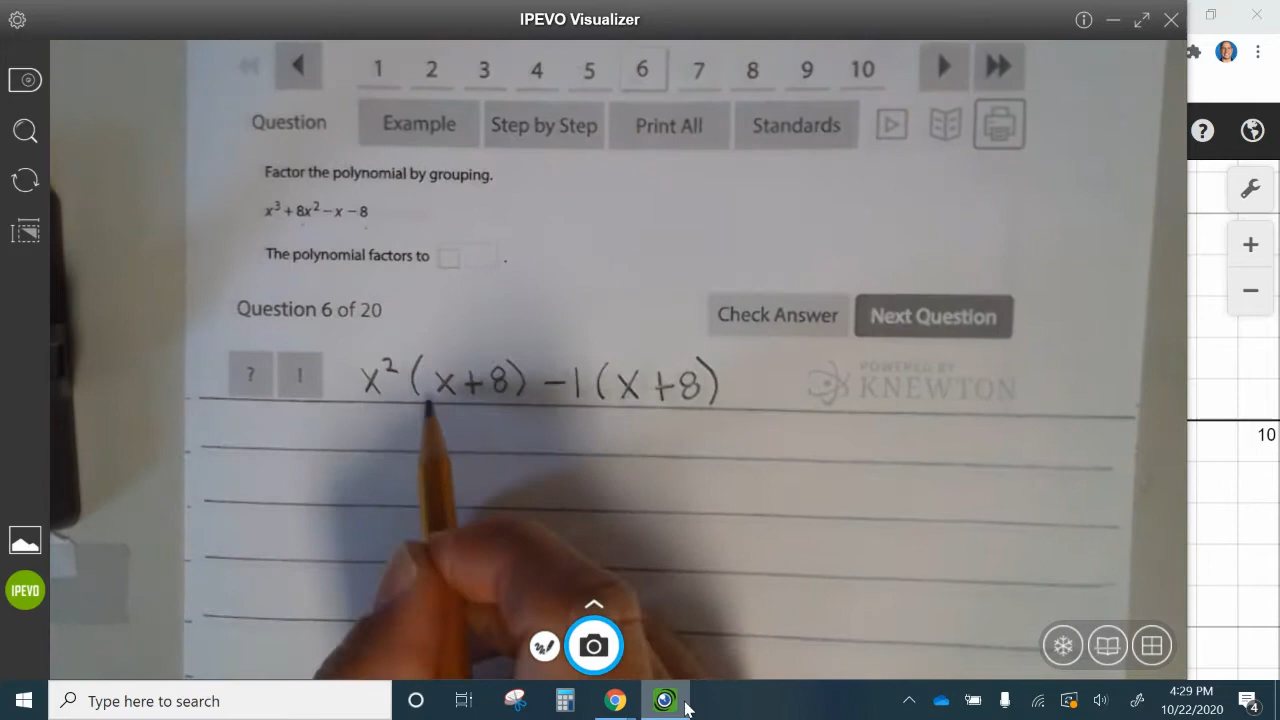 IPEVO Visualizer
1 2 3 4 5 6 7 8 9 10
Question Example Step by Step Print All Standards
Factor the polynomial by grouping.
x³ + 8x² − x − 8
The polynomial factors to .
Question 6 of 20
Check Answer Next Question
? !
x² (x+8) −1(x+8)
POWERED BY
KNEWTON
?
+
−
10
IPEVO
Type here to search
4:29 PM
10/22/2020
4